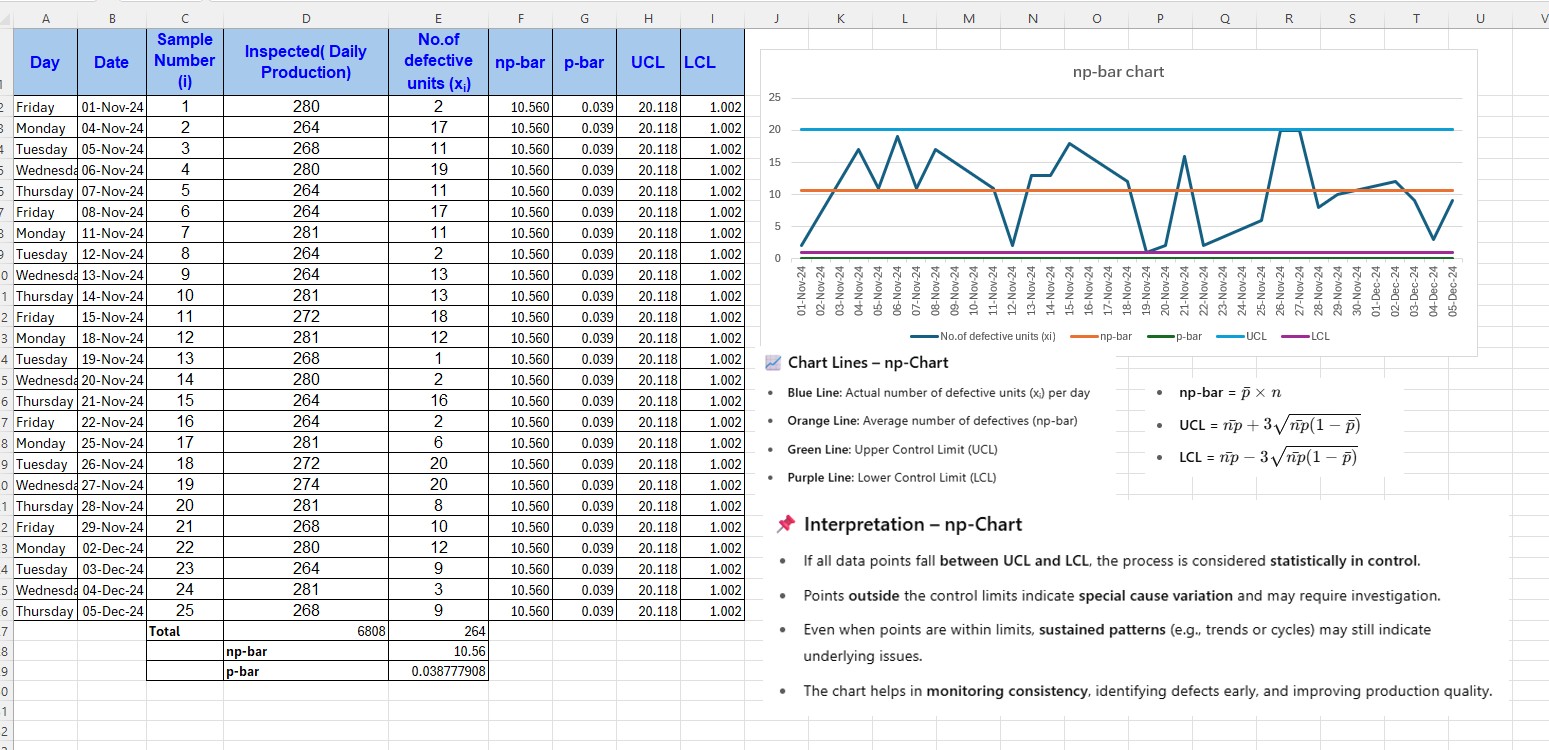 A B C D E F G H I J K L M N O P Q R S T U V
Day Date Sample Number (i) Inspected( Daily Production) No.of defective units (xᵢ) np-bar p-bar UCL LCL
Friday 01-Nov-24 1 280 2 10.560 0.039 20.118 1.002
Monday 04-Nov-24 2 264 17 10.560 0.039 20.118 1.002
Tuesday 05-Nov-24 3 268 11 10.560 0.039 20.118 1.002
Wednesda 06-Nov-24 4 280 19 10.560 0.039 20.118 1.002
Thursday 07-Nov-24 5 264 11 10.560 0.039 20.118 1.002
Friday 08-Nov-24 6 264 17 10.560 0.039 20.118 1.002
Monday 11-Nov-24 7 281 11 10.560 0.039 20.118 1.002
Tuesday 12-Nov-24 8 264 2 10.560 0.039 20.118 1.002
Wednesda 13-Nov-24 9 264 13 10.560 0.039 20.118 1.002
Thursday 14-Nov-24 10 281 13 10.560 0.039 20.118 1.002
Friday 15-Nov-24 11 272 18 10.560 0.039 20.118 1.002
Monday 18-Nov-24 12 281 12 10.560 0.039 20.118 1.002
Tuesday 19-Nov-24 13 268 1 10.560 0.039 20.118 1.002
Wednesda 20-Nov-24 14 280 2 10.560 0.039 20.118 1.002
Thursday 21-Nov-24 15 264 16 10.560 0.039 20.118 1.002
Friday 22-Nov-24 16 264 2 10.560 0.039 20.118 1.002
Monday 25-Nov-24 17 281 6 10.560 0.039 20.118 1.002
Tuesday 26-Nov-24 18 272 20 10.560 0.039 20.118 1.002
Wednesda 27-Nov-24 19 274 20 10.560 0.039 20.118 1.002
Thursday 28-Nov-24 20 281 8 10.560 0.039 20.118 1.002
Friday 29-Nov-24 21 268 10 10.560 0.039 20.118 1.002
Monday 02-Dec-24 22 280 12 10.560 0.039 20.118 1.002
Tuesday 03-Dec-24 23 264 9 10.560 0.039 20.118 1.002
Wednesda 04-Dec-24 24 281 3 10.560 0.039 20.118 1.002
Thursday 05-Dec-24 25 268 9 10.560 0.039 20.118 1.002
Total 6808 264
np-bar 10.56
p-bar 0.038777908
np-bar chart
25
20
15
10
5
0
01-Nov-24 02-Nov-24 03-Nov-24 04-Nov-24 05-Nov-24 06-Nov-24 07-Nov-24 08-Nov-24 09-Nov-24 10-Nov-24 11-Nov-24 12-Nov-24 13-Nov-24 14-Nov-24 15-Nov-24 16-Nov-24 17-Nov-24 18-Nov-24 19-Nov-24 20-Nov-24 21-Nov-24 22-Nov-24 23-Nov-24 24-Nov-24 25-Nov-24 26-Nov-24 27-Nov-24 28-Nov-24 29-Nov-24 30-Nov-24 01-Dec-24 02-Dec-24 03-Dec-24 04-Dec-24 05-Dec-24
No.of defective units (xi) np-bar p-bar UCL LCL
Chart Lines – np-Chart
• Blue Line: Actual number of defective units (xᵢ) per day
• Orange Line: Average number of defectives (np-bar)
• Green Line: Upper Control Limit (UCL)
• Purple Line: Lower Control Limit (LCL)
• np-bar = p̄ × n
• UCL = n̄p + 3√n̄p(1 − p̄)
• LCL = n̄p − 3√n̄p(1 − p̄)
Interpretation – np-Chart
• If all data points fall between UCL and LCL, the process is considered statistically in control.
• Points outside the control limits indicate special cause variation and may require investigation.
• Even when points are within limits, sustained patterns (e.g., trends or cycles) may still indicate
underlying issues.
• The chart helps in monitoring consistency, identifying defects early, and improving production quality.